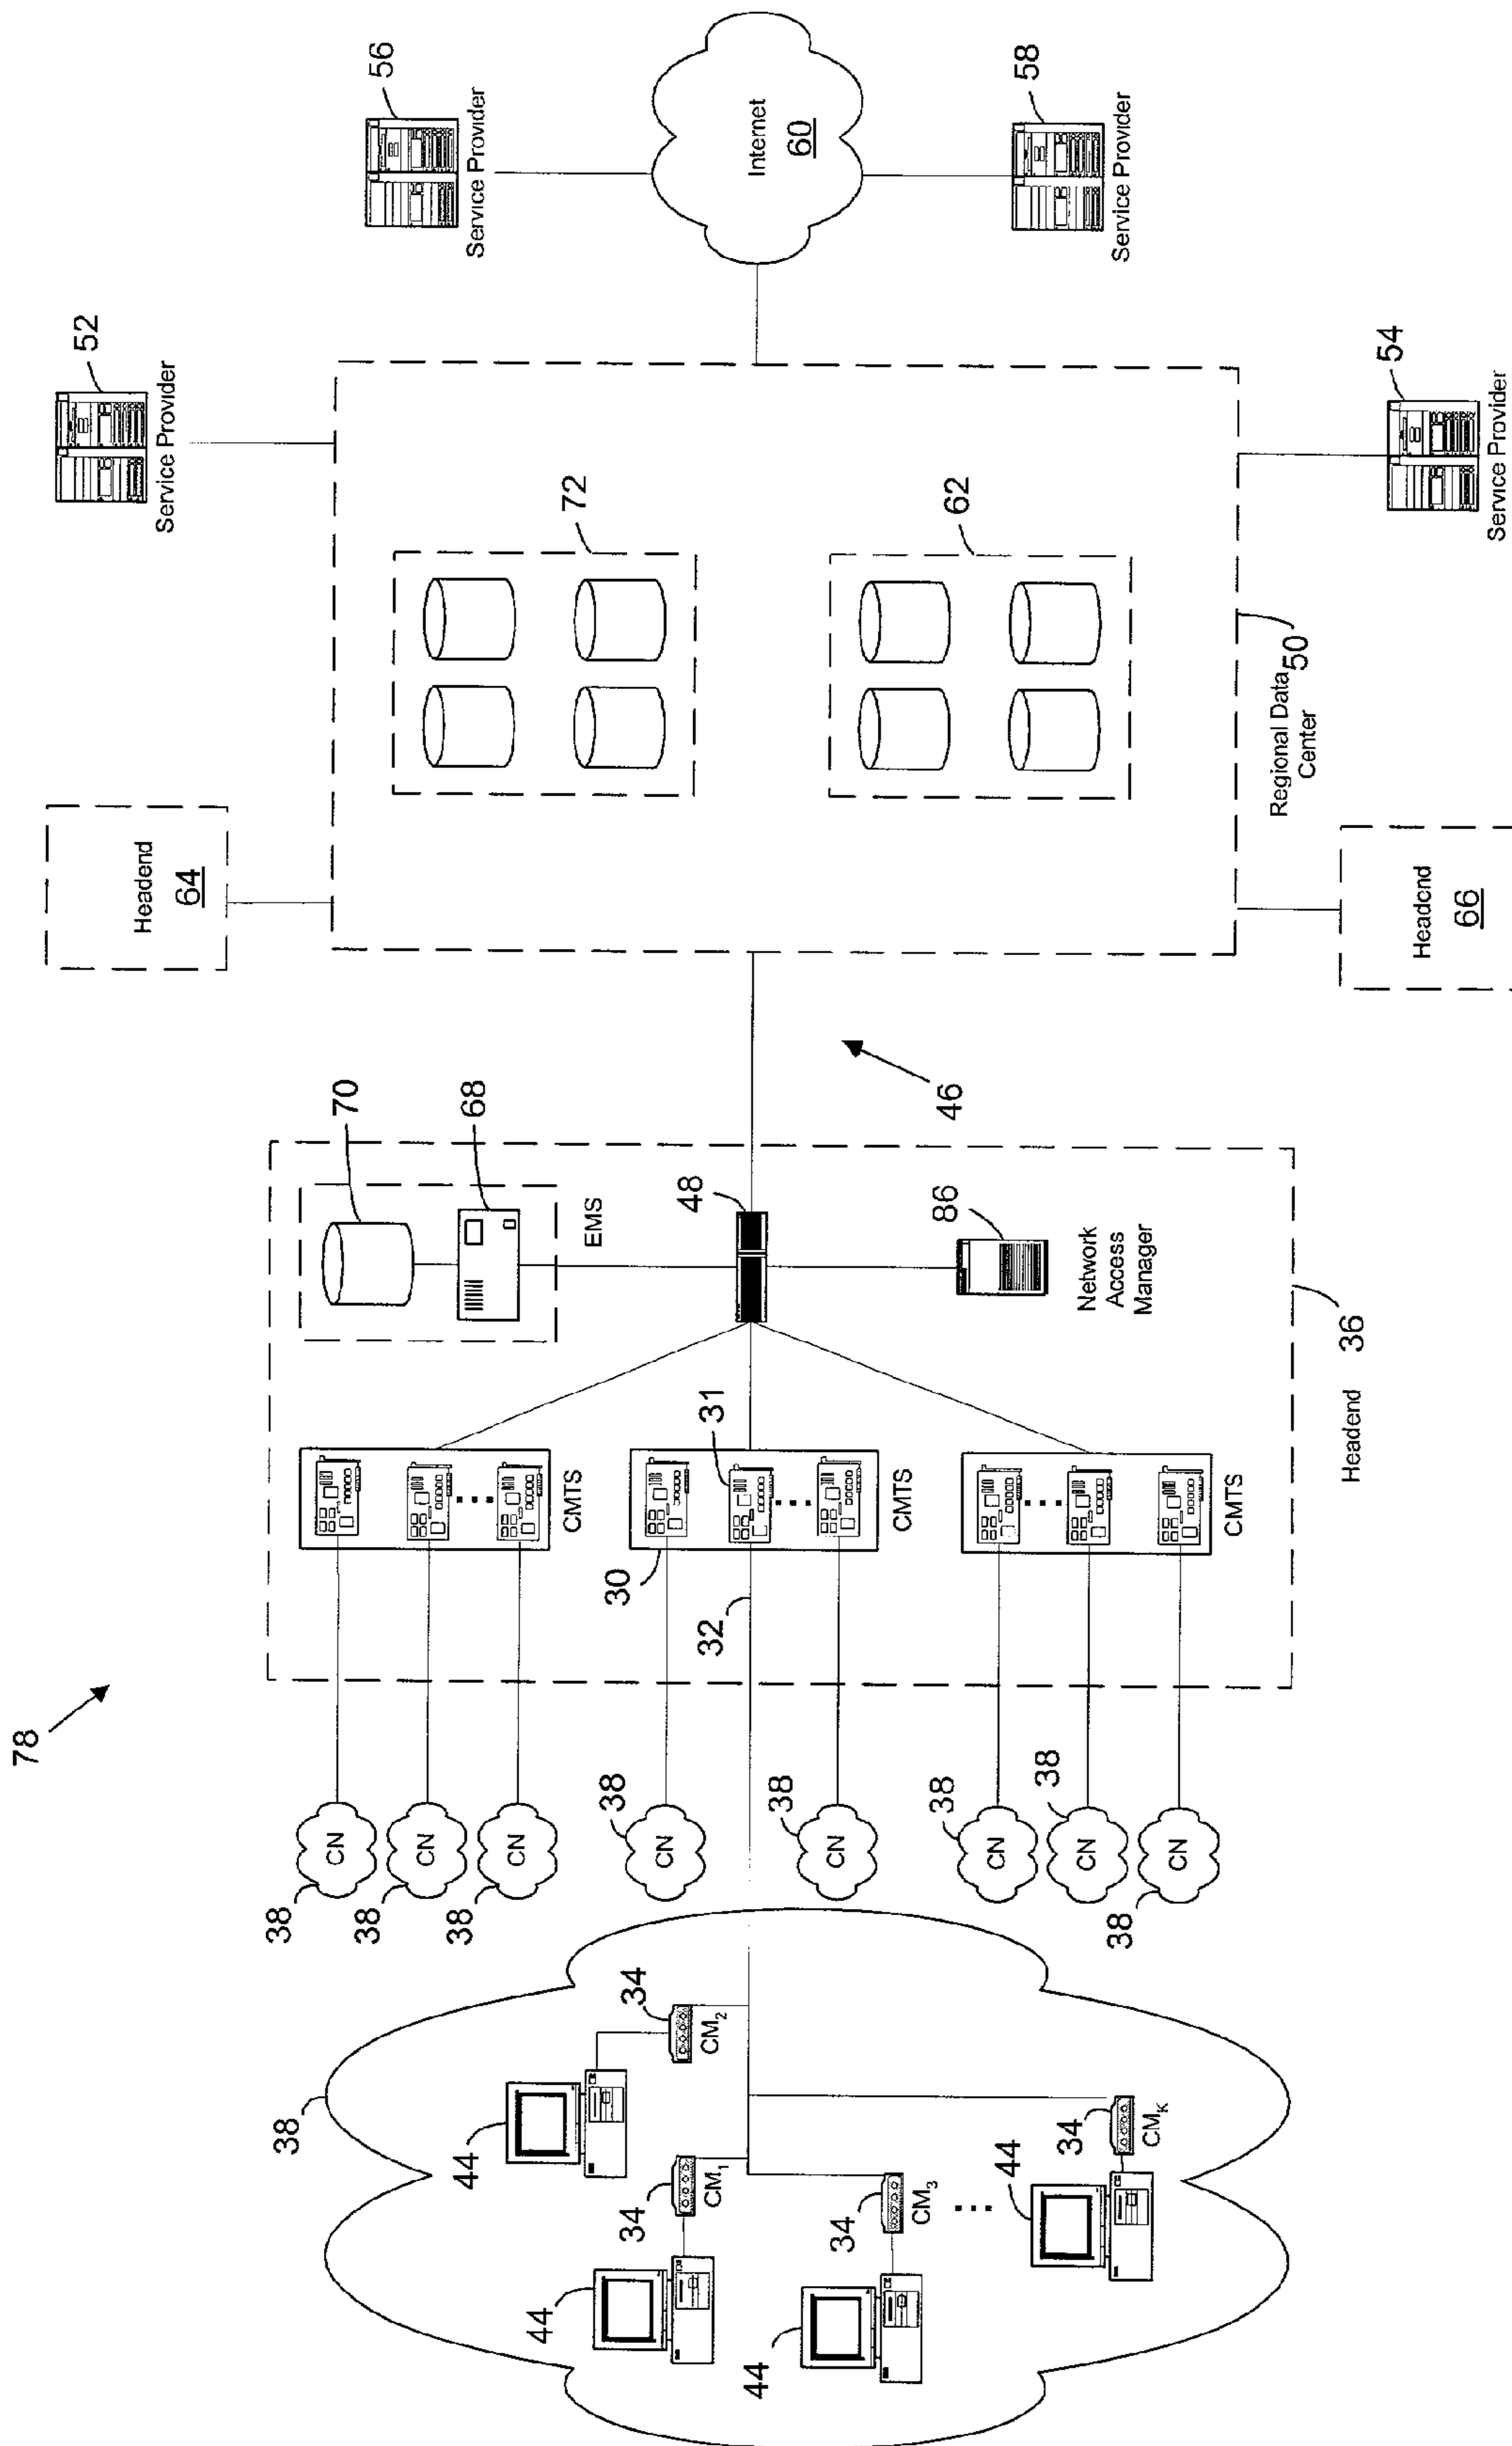 78
38
44
34
CM2
44
34
CM1
44
34
CM3
44
34
CMK
38
CN
38
CN
38
CN
38
CN
38
CN
38
CN
38
CN
38
CN
32
30
31
CMTS
CMTS
CMTS
70
68
EMS
48
86
Network
Access
Manager
Headend 36
46
Headend
64
Headend
66
72
62
Regional Data
Center
50
52
Service Provider
54
Service Provider
56
Service Provider
58
Service Provider
Internet
60